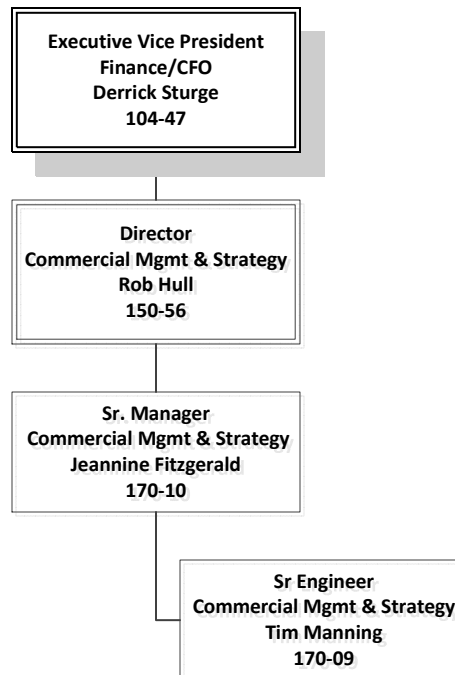 Executive Vice President
Finance/CFO
Derrick Sturge
104-47
Director
Commercial Mgmt & Strategy
Rob Hull
150-56
Sr. Manager
Commercial Mgmt & Strategy
Jeannine Fitzgerald
170-10
Sr Engineer
Commercial Mgmt & Strategy
Tim Manning
170-09